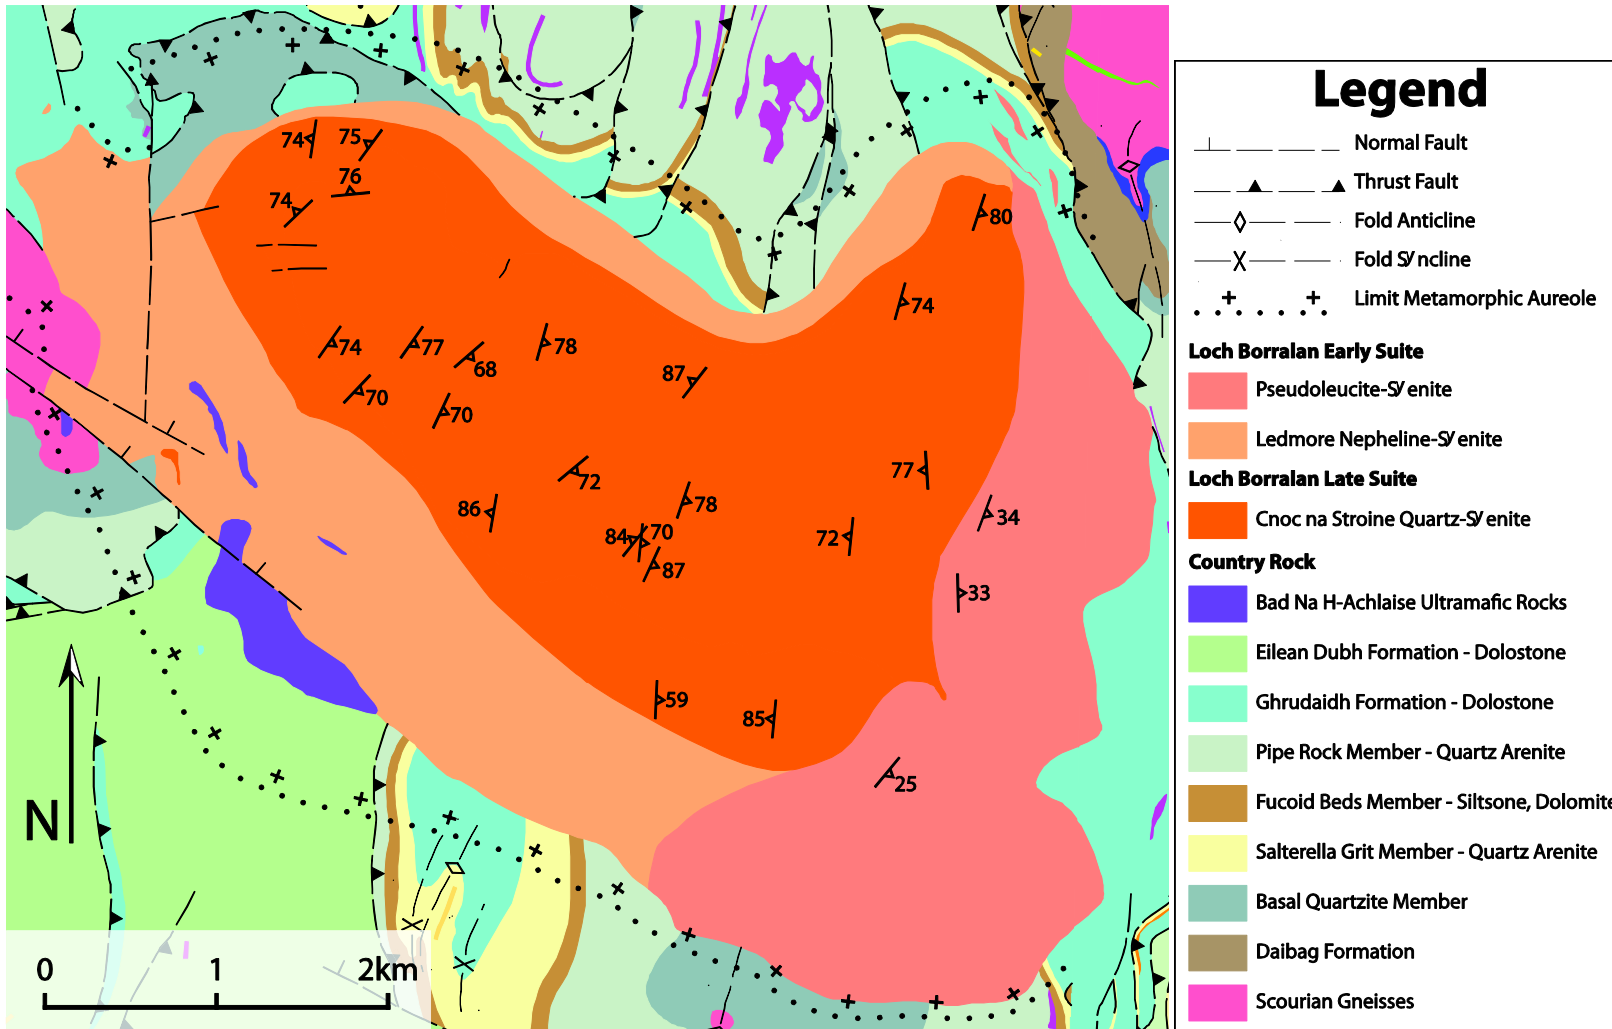 74
75
76
74
80
74
74
77
68
78
87
70
70
77
72
86
78
34
84
70
72
87
33
59
85
25
N
0 1 2km
Legend
Normal Fault
Thrust Fault
Fold Anticline
Fold Syncline
Limit Metamorphic Aureole
Loch Borralan Early Suite
Pseudoleucite-Syenite
Ledmore Nepheline-Syenite
Loch Borralan Late Suite
Cnoc na Stroine Quartz-Syenite
Country Rock
Bad Na H-Achlaise Ultramafic Rocks
Eilean Dubh Formation - Dolostone
Ghrudaidh Formation - Dolostone
Pipe Rock Member - Quartz Arenite
Fucoid Beds Member - Siltsone, Dolomite
Salterella Grit Member - Quartz Arenite
Basal Quartzite Member
Daibag Formation
Scourian Gneisses